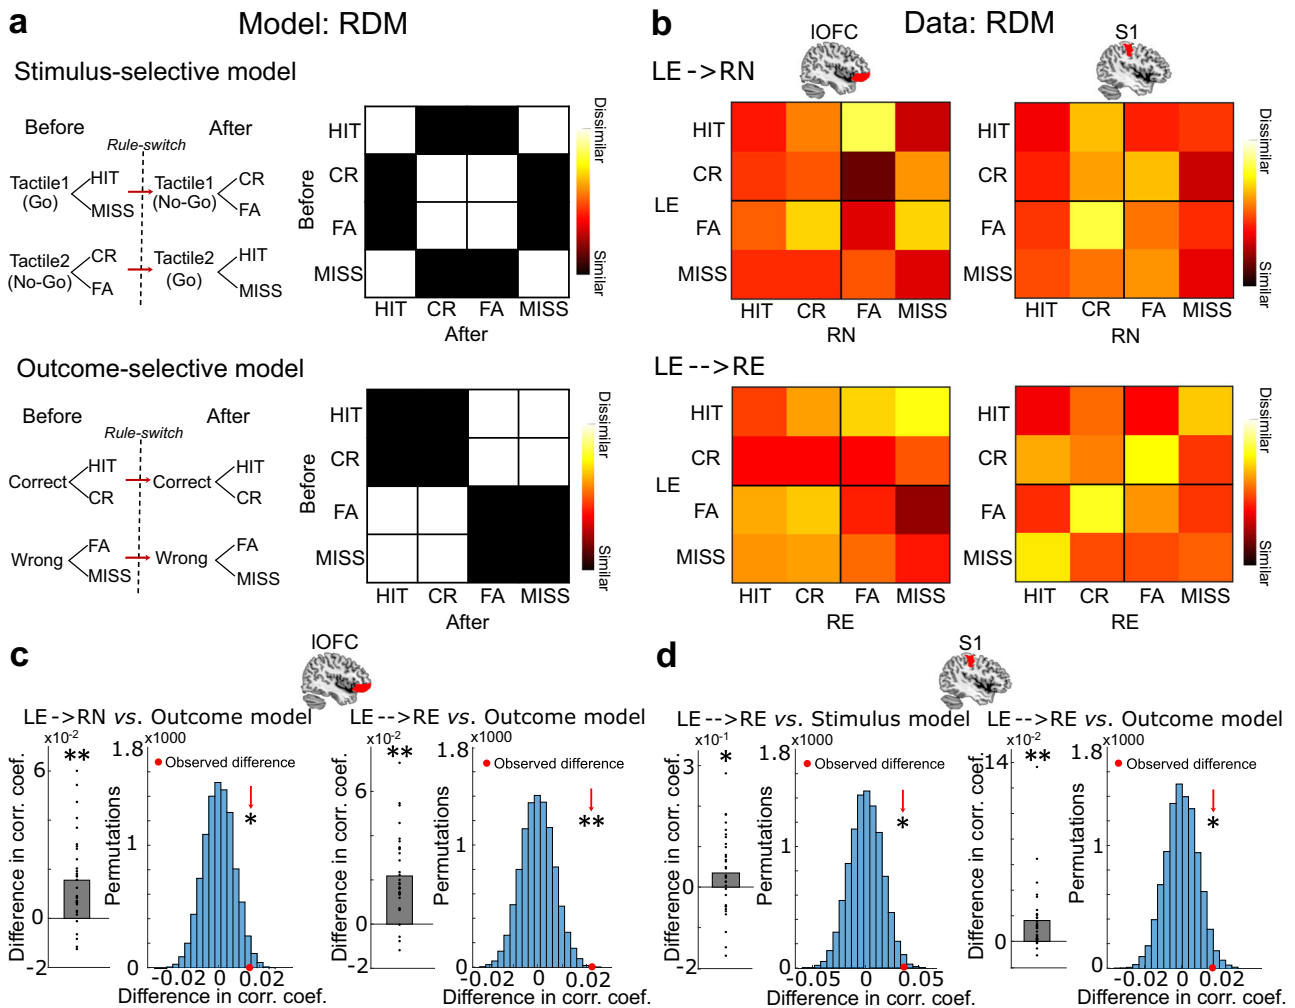 a
Model: RDM
Stimulus-selective model
Before
After
Rule-switch
Tactile1
(Go)
HIT
MISS
Tactile1
(No-Go)
CR
FA
Tactile2
(No-Go)
CR
FA
Tactile2
(Go)
HIT
MISS
Before
HIT
CR
FA
MISS
HIT CR FA MISS
After
Dissimilar
Similar
Outcome-selective model
Before
After
Rule-switch
Correct
HIT
CR
Correct
HIT
CR
Wrong
FA
MISS
Wrong
FA
MISS
Before
HIT
CR
FA
MISS
HIT CR FA MISS
After
Dissimilar
Similar
b
Data: RDM
lOFC
S1
LE->RN
HIT
CR
LE
FA
MISS
HIT CR FA MISS
RN
HIT
CR
FA
MISS
HIT CR FA MISS
RN
Dissimilar
Similar
LE-->RE
HIT
CR
LE
FA
MISS
HIT CR FA MISS
RE
HIT
CR
FA
MISS
HIT CR FA MISS
RE
Dissimilar
Similar
c
lOFC
LE->RN vs. Outcome model
x10-2
**
6
0
-2
Difference in corr. coef.
x1000
1.8
1
0
Permutations
Observed difference
*
-0.02 0 0.02
Difference in corr. coef.
LE-->RE vs. Outcome model
x10-2
**
6
0
-2
Difference in corr. coef.
x1000
1.8
1
0
Permutations
Observed difference
**
-0.02 0 0.02
Difference in corr. coef.
d
S1
LE-->RE vs. Stimulus model
x10-1
*
3
0
-2
Difference in corr. coef.
x1000
1.8
1
0
Permutations
Observed difference
*
-0.05 0 0.05
Difference in corr. coef.
LE-->RE vs. Outcome model
x10-2
**
14
0
Difference in corr. coef.
x1000
1.8
1
0
Permutations
Observed difference
*
-0.02 0 0.02
Difference in corr. coef.